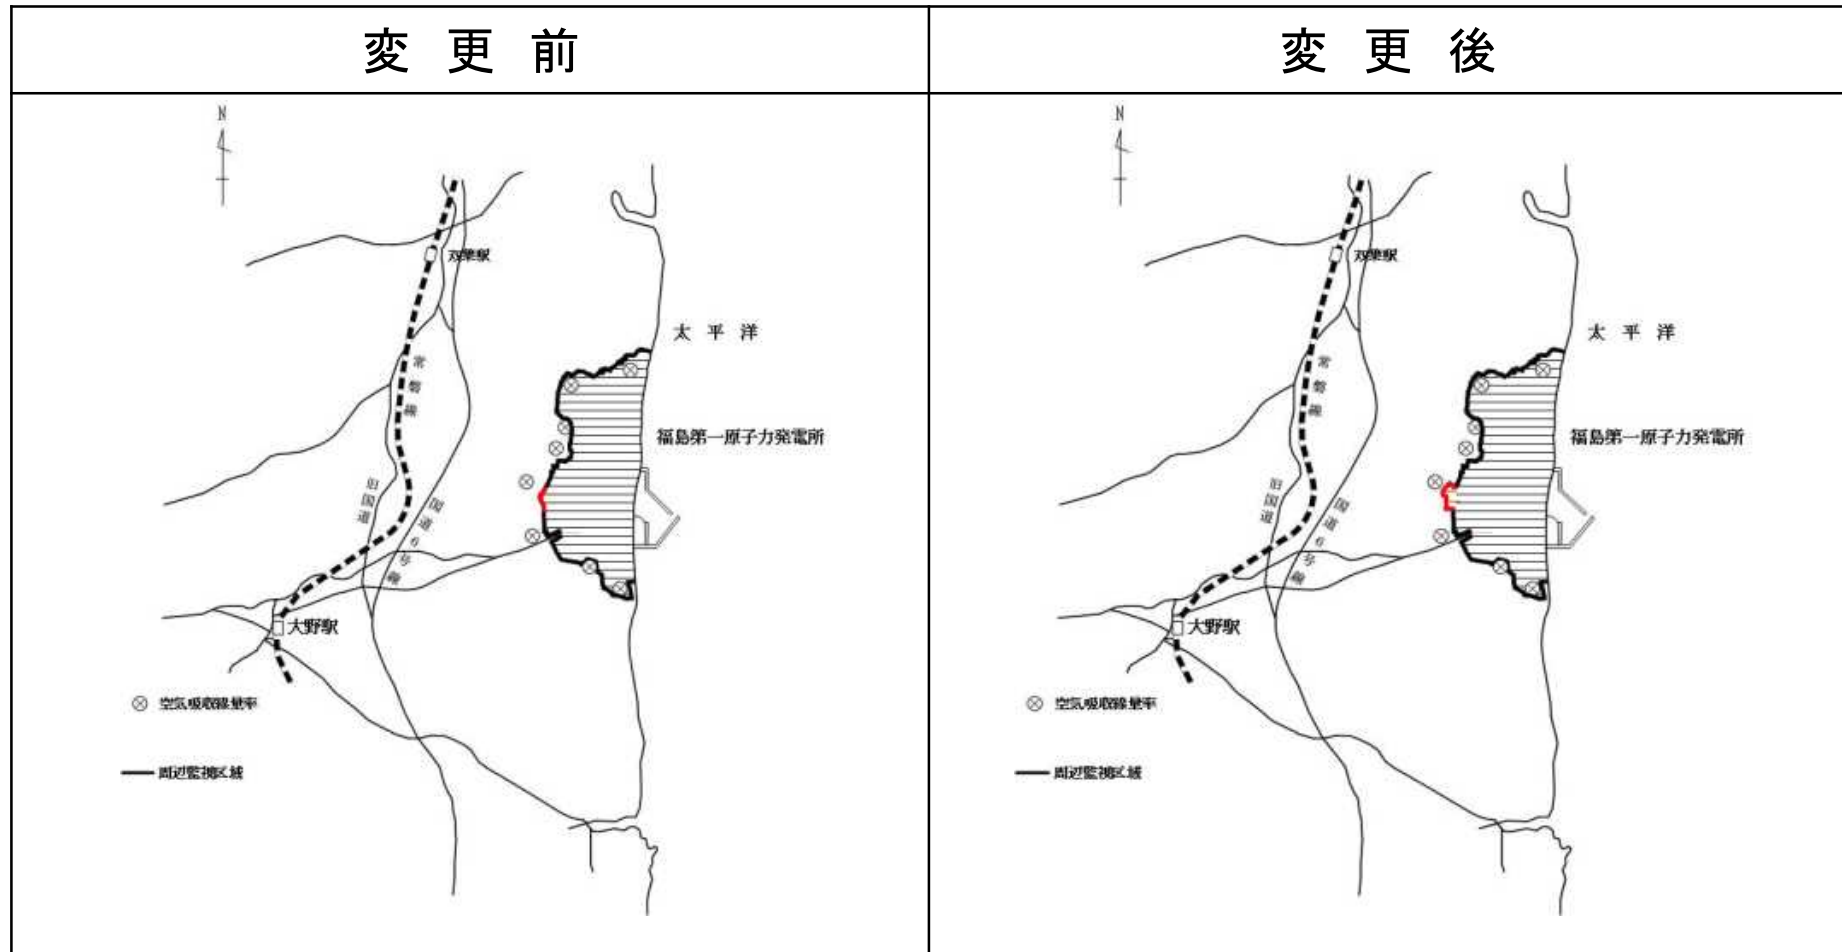 変更前
変更後
N
双葉駅
太平洋
常磐線
福島第一原子力発電所
旧国道
国道6号線
大野駅
空気吸収線量率
周辺監視区域
N
双葉駅
太平洋
常磐線
福島第一原子力発電所
旧国道
国道6号線
大野駅
空気吸収線量率
周辺監視区域